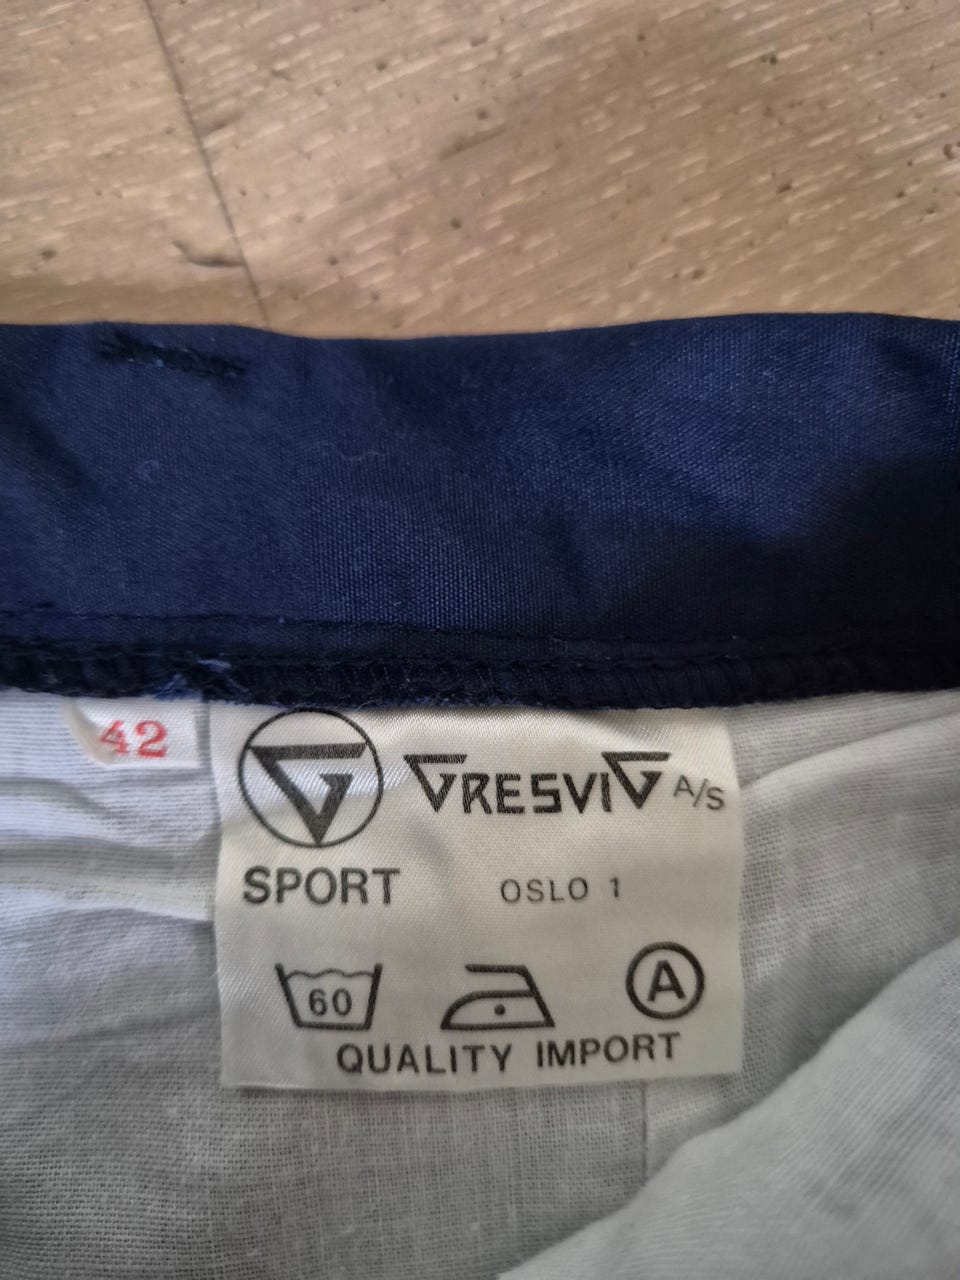 42
GRESVIG A/S
SPORT
OSLO 1
60
A
QUALITY IMPORT